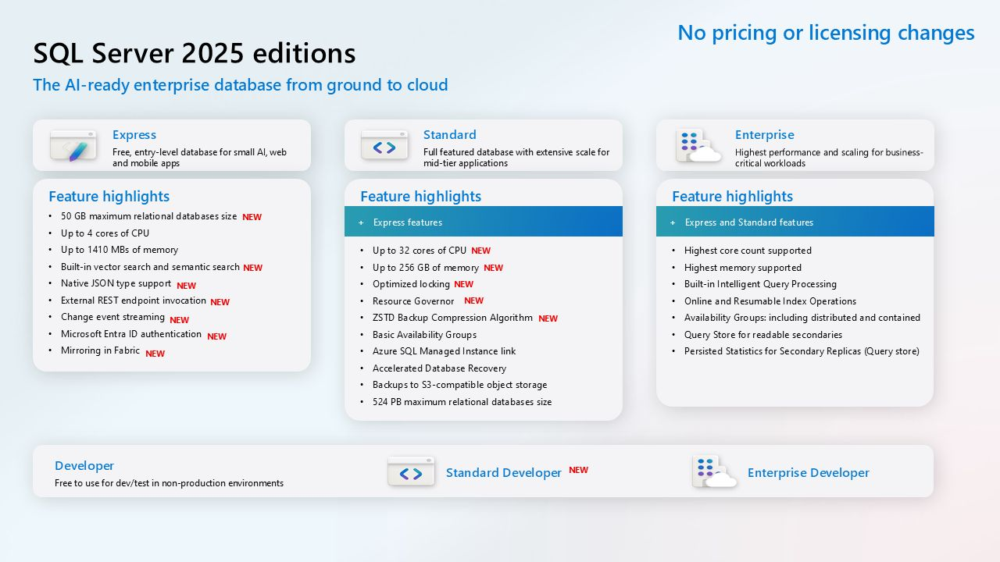 No pricing or licensing changes
SQL Server 2025 editions
The AI-ready enterprise database from ground to cloud
Express
Free, entry-level database for small AI, web
and mobile apps
Feature highlights
• 50 GB maximum relational databases size NEW
• Up to 4 cores of CPU
• Up to 1410 MBs of memory
• Built-in vector search and semantic search NEW
• Native JSON type support NEW
• External REST endpoint invocation NEW
• Change event streaming NEW
• Microsoft Entra ID authentication NEW
• Mirroring in Fabric NEW
Standard
Full featured database with extensive scale for
mid-tier applications
Feature highlights
+ Express features
• Up to 32 cores of CPU NEW
• Up to 256 GB of memory NEW
• Optimized locking NEW
• Resource Governor NEW
• ZSTD Backup Compression Algorithm NEW
• Basic Availability Groups
• Azure SQL Managed Instance link
• Accelerated Database Recovery
• Backups to S3-compatible object storage
• 524 PB maximum relational databases size
Enterprise
Highest performance and scaling for business-
critical workloads
Feature highlights
+ Express and Standard features
• Highest core count supported
• Highest memory supported
• Built-in Intelligent Query Processing
• Online and Resumable Index Operations
• Availability Groups: including distributed and contained
• Query Store for readable secondaries
• Persisted Statistics for Secondary Replicas (Query store)
Developer
Free to use for dev/test in non-production environments
Standard Developer NEW
Enterprise Developer